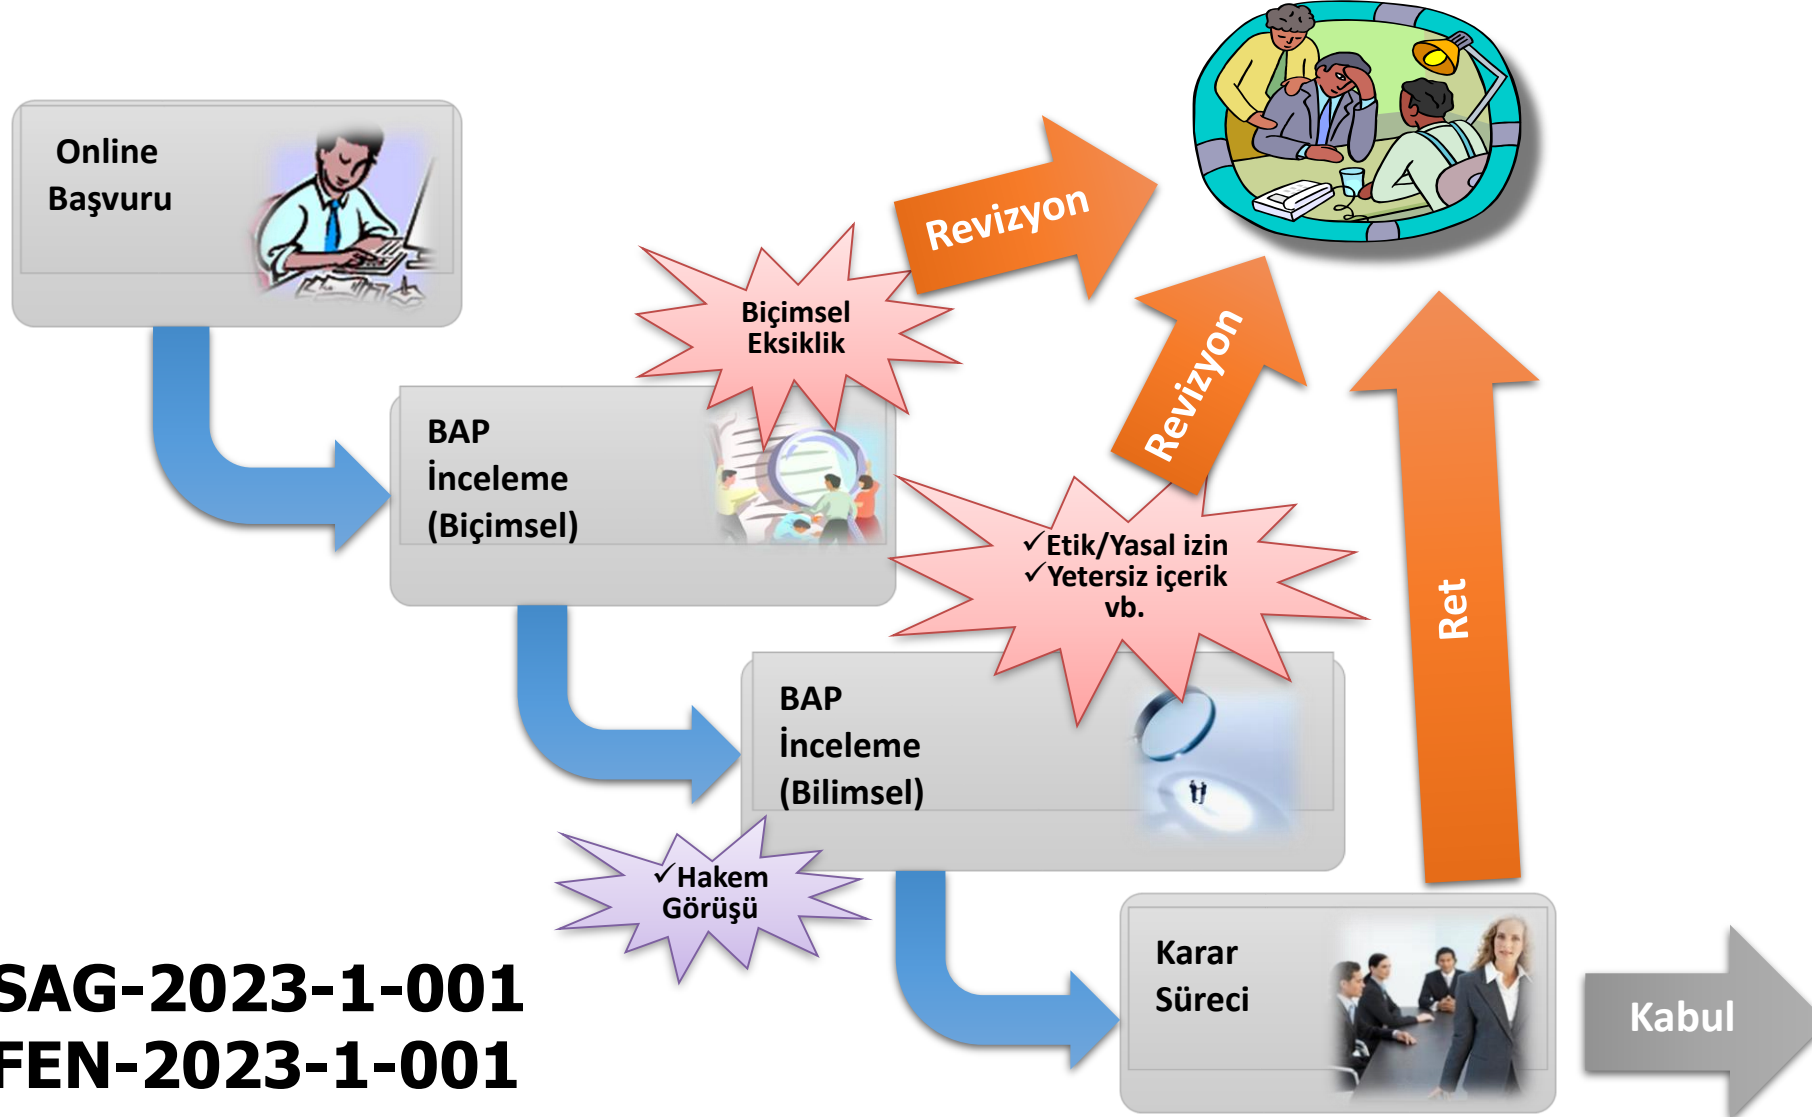 Online
Başvuru
Revizyon
Biçimsel
Eksiklik
Revizyon
BAP
İnceleme
(Biçimsel)
✓Etik/Yasal izin
✓Yetersiz içerik
vb.
Ret
BAP
İnceleme
(Bilimsel)
✓Hakem
Görüşü
Karar
Süreci
Kabul
SAG-2023-1-001
FEN-2023-1-001